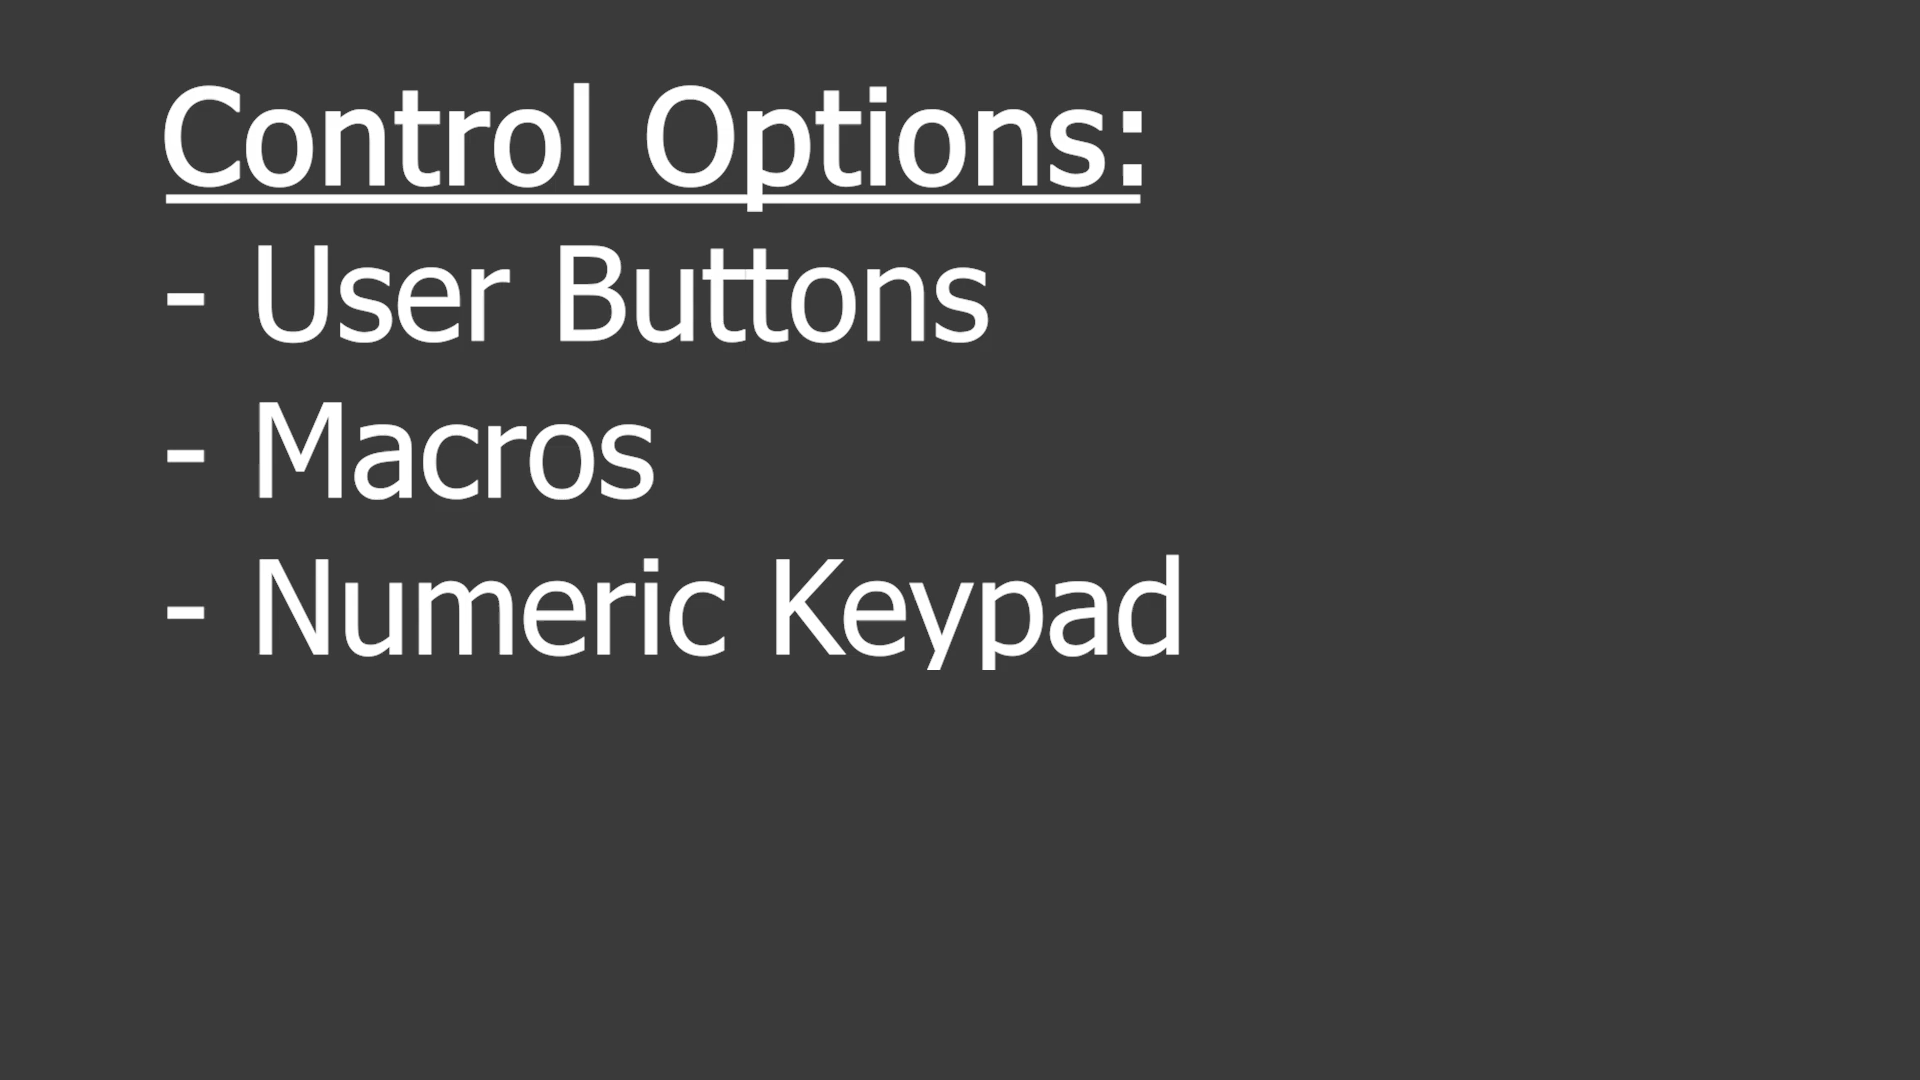 Control Options:
- User Buttons
- Macros
- Numeric Keypad